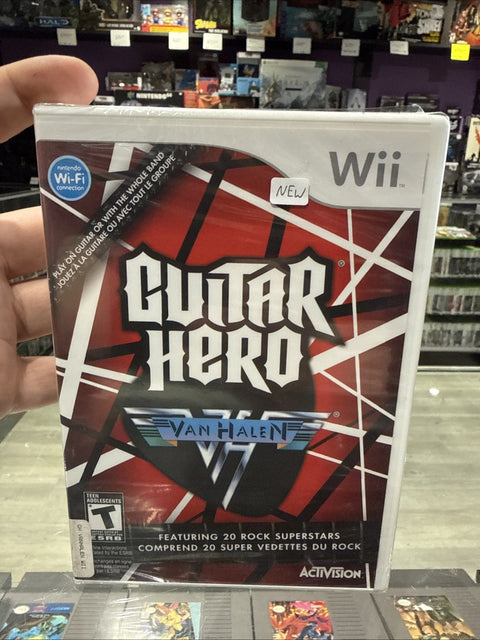 HALO
NINTENDO
Wii
NEW
Nintendo
Wi-Fi
connection
PLAY ON GUITAR OR WITH THE WHOLE BAND
JOUEZ À LA GUITARE OU AVEC TOUT LE GROUPE
GUITAR
HERO
VAN HALEN
TEEN
ADOLESCENTS
T
ESRB
FEATURING 20 ROCK SUPERSTARS
COMPREND 20 SUPER VEDETTES DU ROCK
ACTIVISION